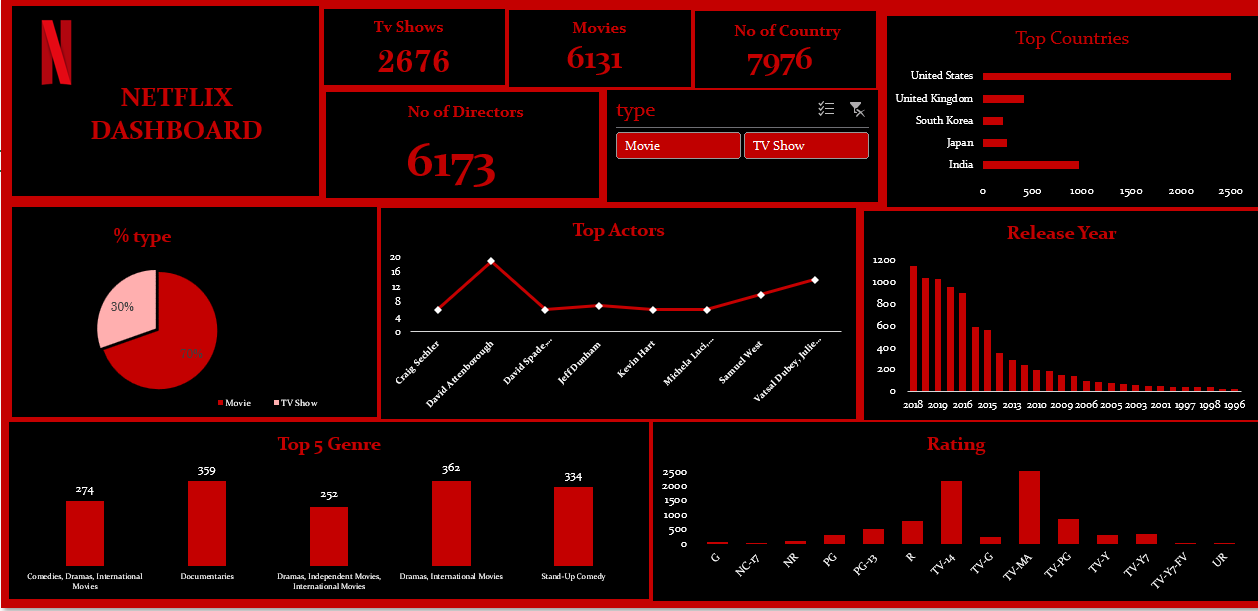 NETFLIX
DASHBOARD
Tv Shows
2676
Movies
6131
No of Country
7976
No of Directors
6173
type
Movie
TV Show
Top Countries
United States
United Kingdom
South Korea
Japan
India
0 500 1000 1500 2000 2500
% type
30%
Movie
TV Show
Top Actors
20
16
12
8
4
0
Craig Sechler
David Attenborough
David Spade,...
Jeff Dunham
Kevin Hart
Michela Luci,...
Samuel West
Vatsal Dubey, Julie...
Release Year
1200
1000
800
600
400
200
0
2018 2019 2016 2015 2013 2010 2009 2006 2005 2003 2001 1997 1998 1996
Top 5 Genre
274
359
252
362
334
Comedies, Dramas, International
Movies
Documentaries
Dramas, Independent Movies,
International Movies
Dramas, International Movies
Stand-Up Comedy
Rating
2500
2000
1500
1000
500
0
G
NC-17
NR
PG
PG-13
R
TV-14
TV-G
TV-MA
TV-PG
TV-Y
TV-Y7
TV-Y7-FV
UR